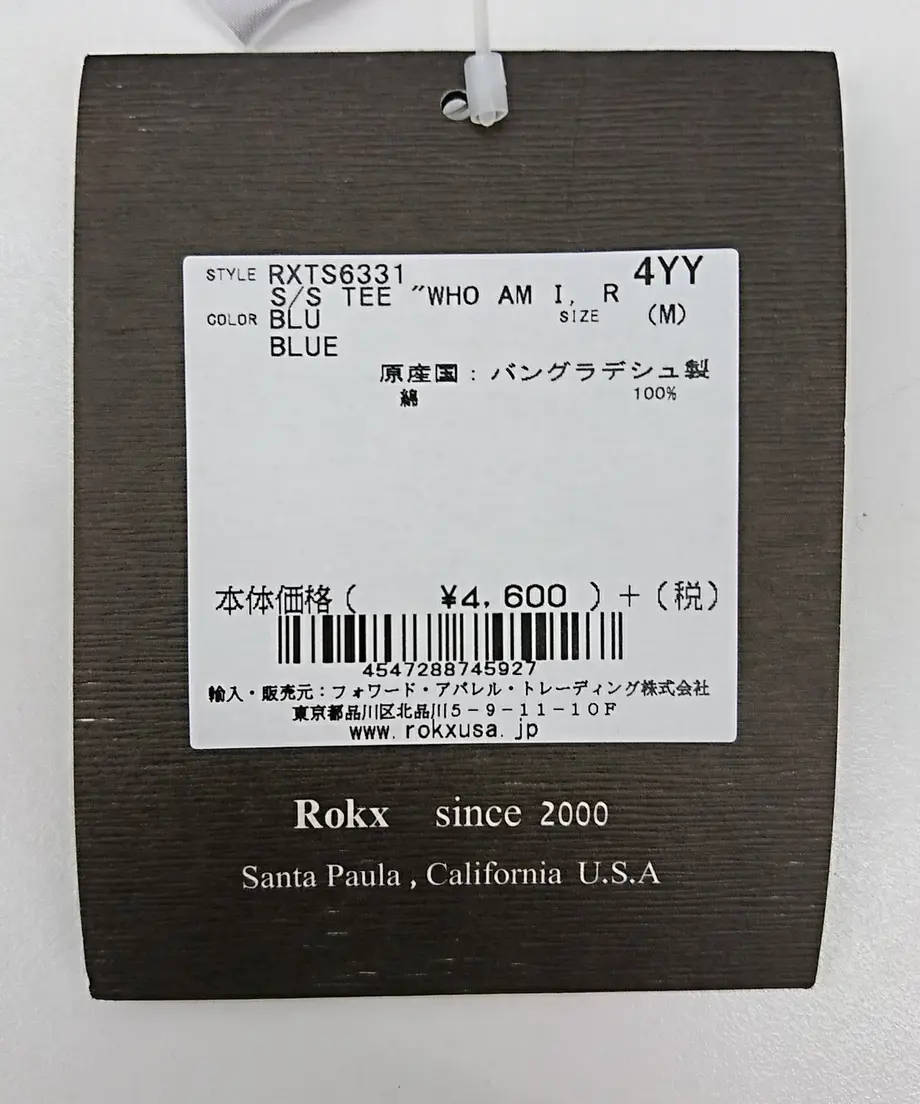 STYLE RXTS6331 4YY
S/S TEE "WHO AM I, R
COLOR BLU SIZE (M)
BLUE
原産国: バングラデシュ製
綿 100%
本体価格( ¥4,600 )+(税)
4547288745927
輸入・販売元:フォワード・アパレル・トレーディング株式会社
東京都品川区北品川5-9-11-10F
www.rokxusa.jp
Rokx since 2000
Santa Paula , California U.S.A